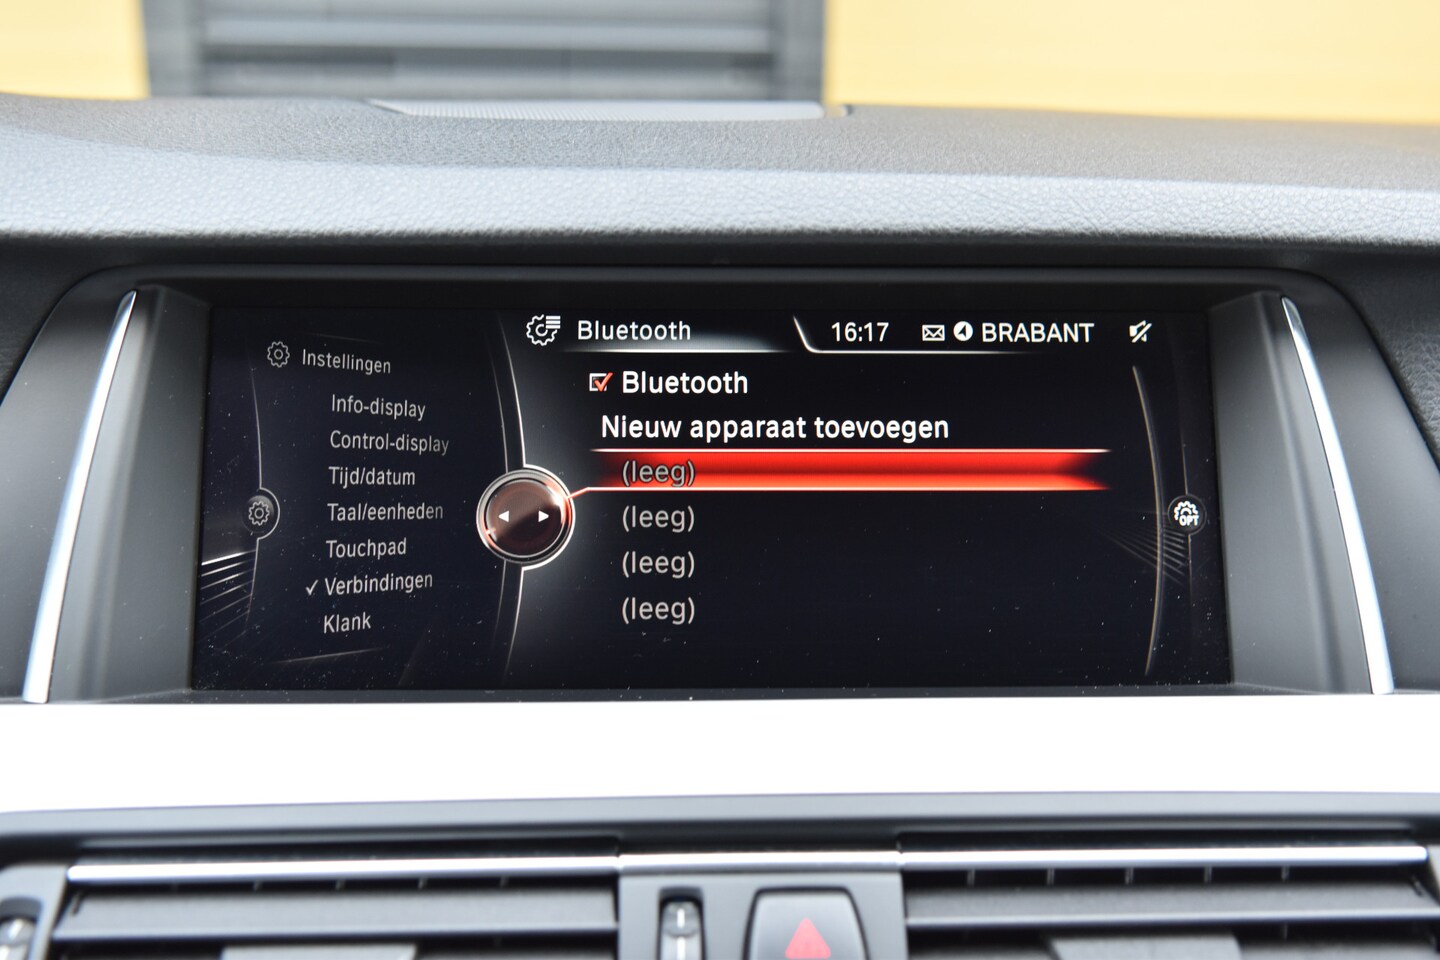 Bluetooth
16:17
BRABANT
Instellingen
Info-display
Control-display
Tijd/datum
Taal/eenheden
Touchpad
Verbindingen
Klank
Bluetooth
Nieuw apparaat toevoegen
(leeg)
(leeg)
(leeg)
(leeg)
OPT